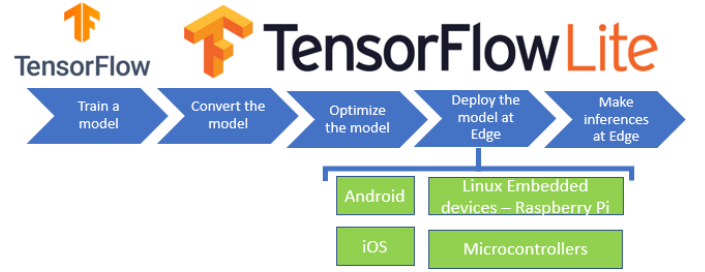 TensorFlow
TensorFlow Lite
Train a
model
Convert the
model
Optimize
the model
Deploy the
model at
Edge
Make
inferences
at Edge
Android
Linux Embedded
devices – Raspberry Pi
iOS
Microcontrollers